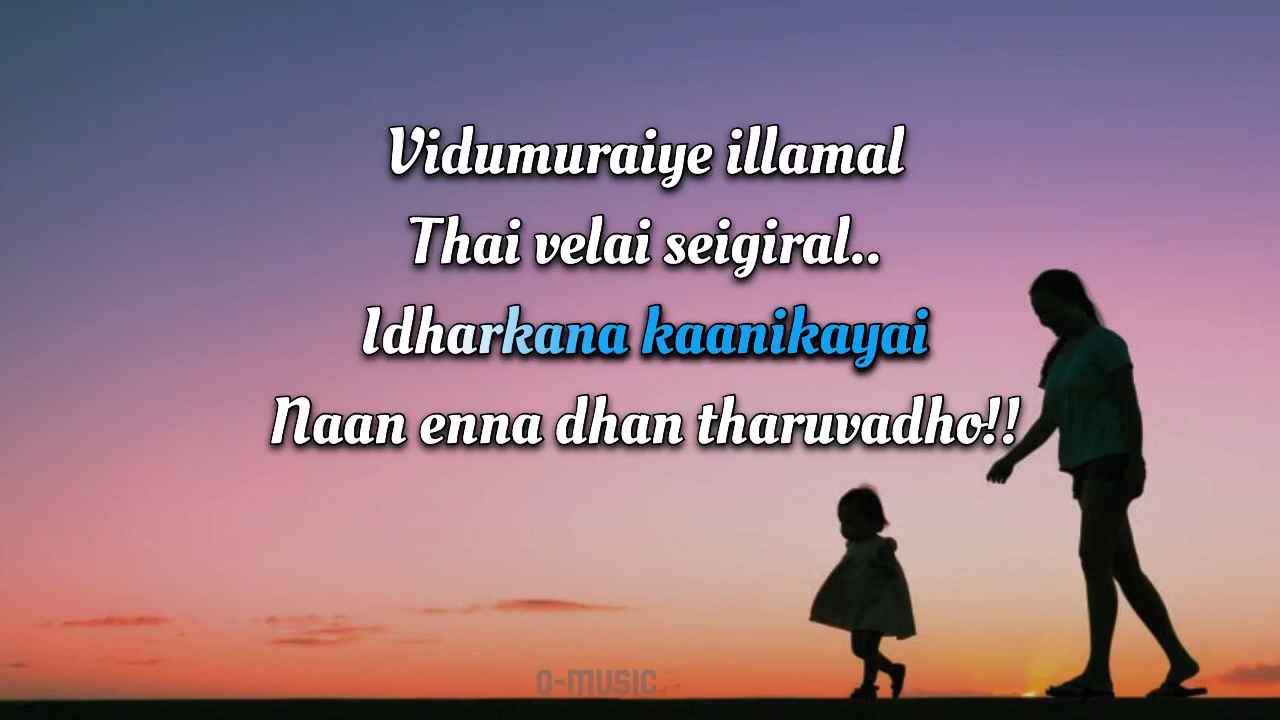 Vidumuraiye illamal
Thai velai seigiral..
Idharkana kaanikayai
Naan enna dhan tharuvadho!!
O-MUSIC